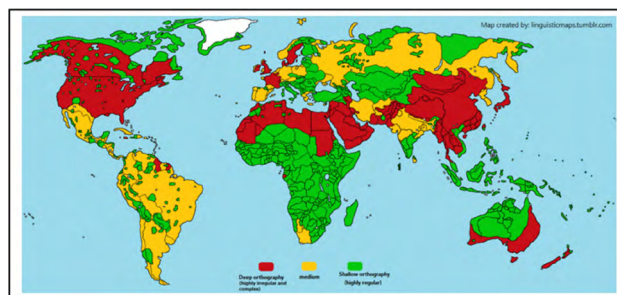 Map created by: linguisticmaps.tumblr.com
Deep orthography
(highly irregular and
complex)
medium
Shallow orthography
(highly regular)